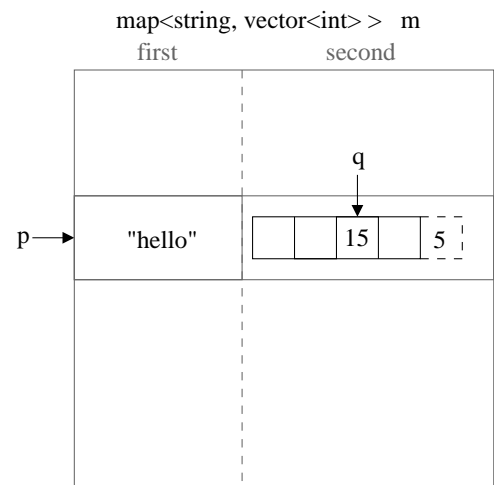 map<string, vector<int> > m
first second
q
p "hello" 15 5